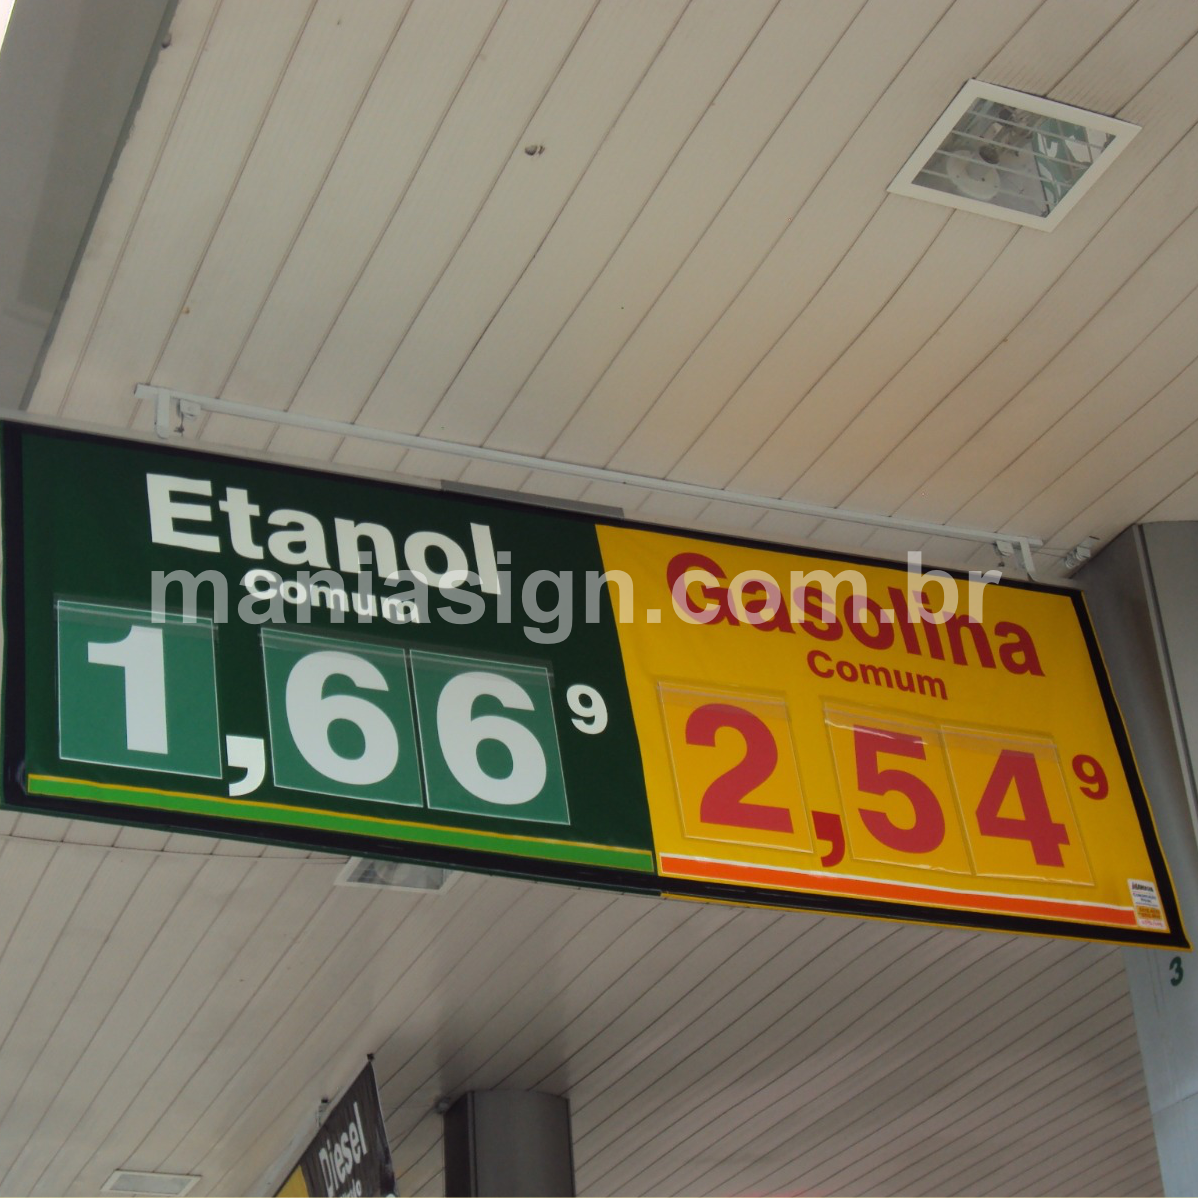 Etanol
Comum
1,66 9
Gasolina
Comum
2,54 9
maniasign.com.br
3
Diesel